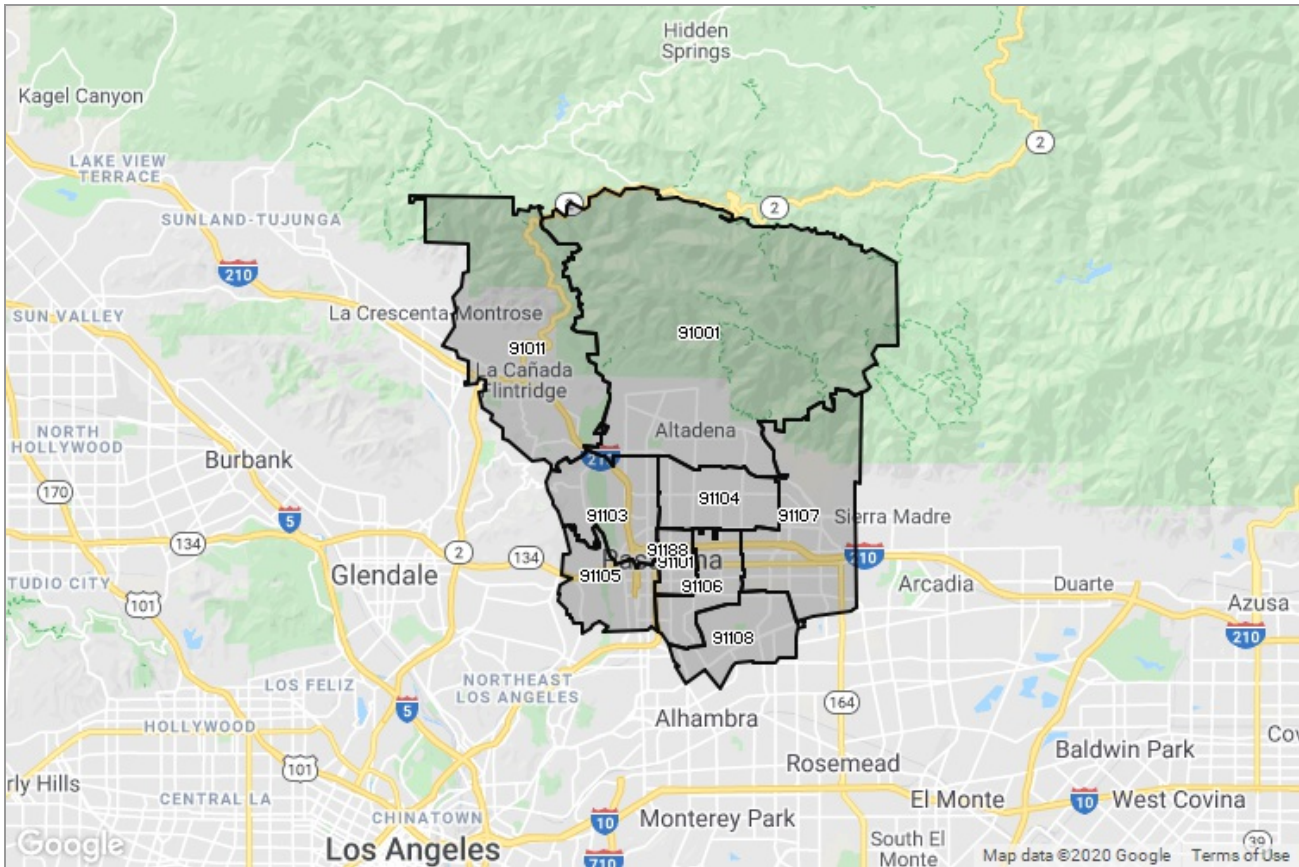 Hidden
Springs
Kagel Canyon
2
LAKE VIEW
TERRACE
SUNLAND-TUJUNGA
2
210
SUN VALLEY
La Crescenta-Montrose
91001
91011
La Cañada
Flintridge
NORTH
HOLLYWOOD
Altadena
Burbank
210
170
91104
91103
91107
Sierra Madre
5
134
2
134
91188
91101
210
TUDIO CITY
Glendale
91105
91106
Arcadia
Duarte
Azusa
101
210
91108
LOS FELIZ
NORTHEAST
LOS ANGELES
164
5
HOLLYWOOD
Alhambra
101
Rosemead
Baldwin Park
Cov
rly Hills
CENTRAL LA
El Monte
10
West Covina
CHINATOWN
10
Monterey Park
Google
Los Angeles
710
South El
Monte
39
Map data ©2020 Google
Terms of Use